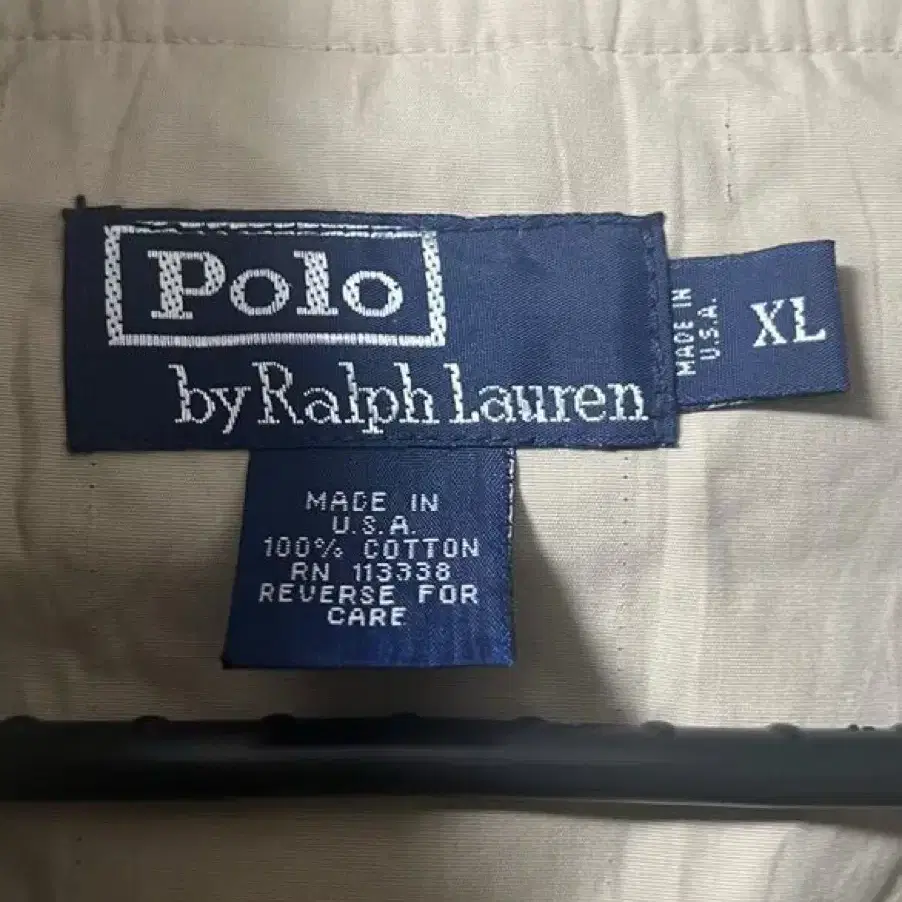 Polo
by Ralph Lauren
MADE IN
U.S.A.
XL
MADE IN
U.S.A.
100% COTTON
RN 113338
REVERSE FOR
CARE